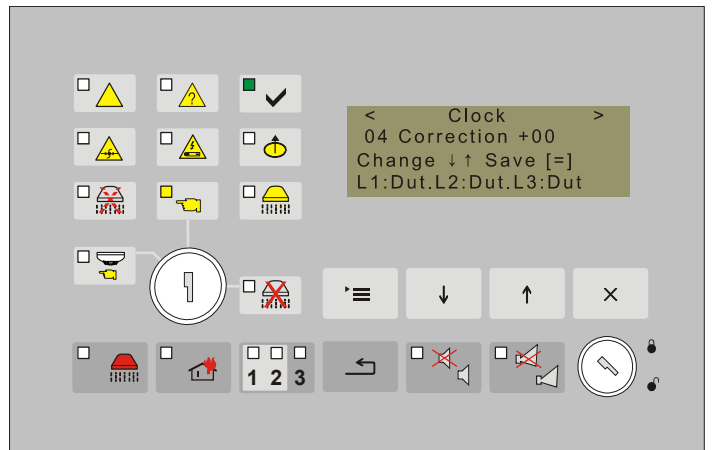 ?
< Clock >
04 Correction +00
Change ↓↑ Save [=]
L1:Dut.L2:Dut.L3:Dut
1 2 3